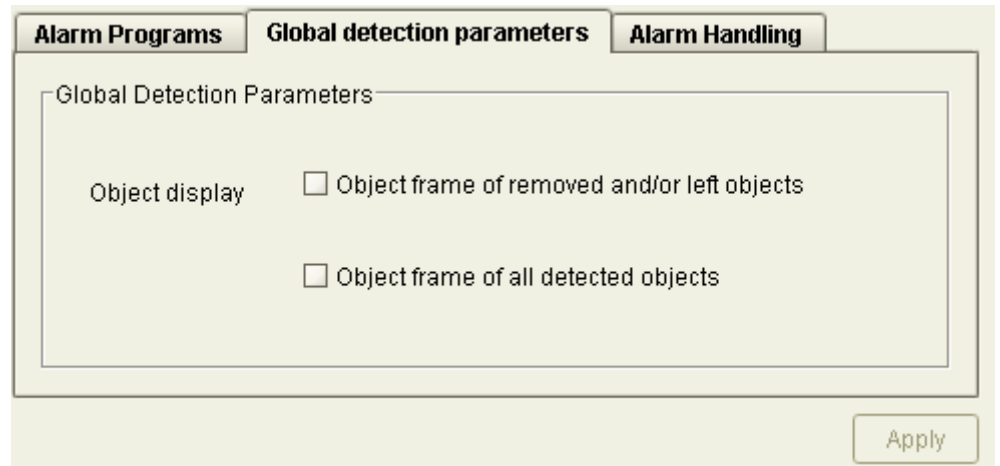 Alarm Programs Global detection parameters Alarm Handling
Global Detection Parameters
Object display Object frame of removed and/or left objects
Object frame of all detected objects
Apply